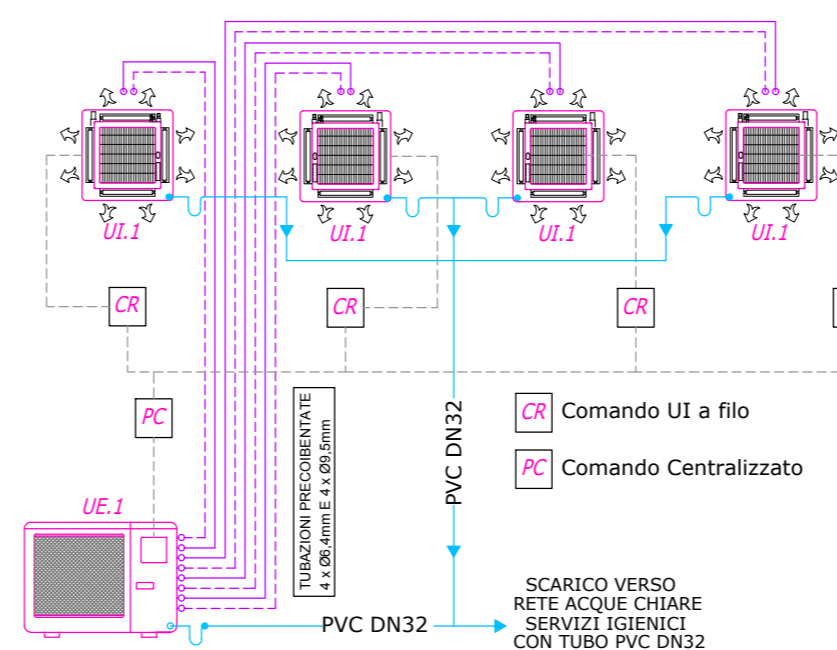 UI.1
UI.1
UI.1
UI.1
CR
CR
CR
PC
TUBAZIONI PRECOIBENTATE
4 x Ø6,4mm E 4 x Ø9,5mm
PVC DN32
CR Comando UI a filo
PC Comando Centralizzato
UE.1
PVC DN32
SCARICO VERSO
RETE ACQUE CHIARE
SERVIZI IGIENICI
CON TUBO PVC DN32